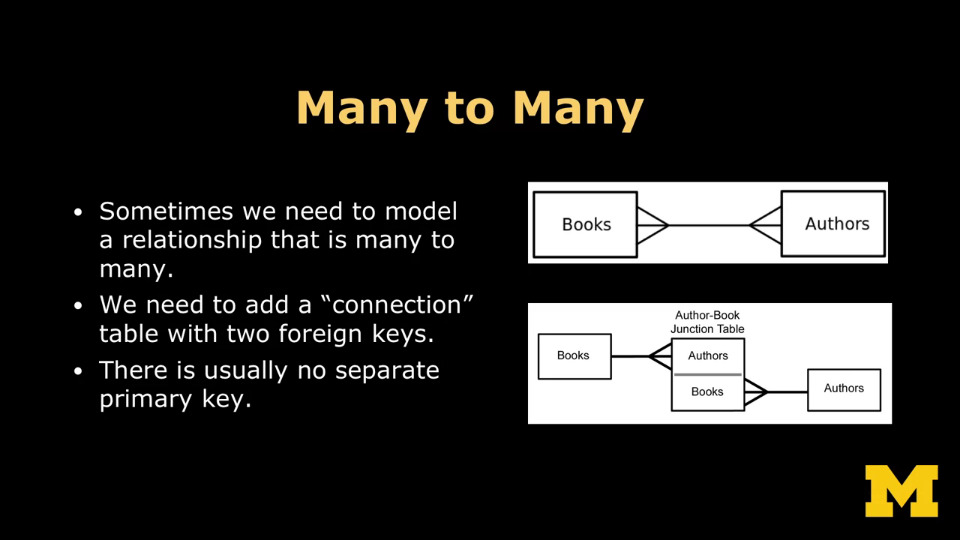 Many to Many
• Sometimes we need to model
a relationship that is many to
many.
• We need to add a “connection”
table with two foreign keys.
• There is usually no separate
primary key.
Books
Authors
Author-Book
Junction Table
Books
Authors
Books
Authors
M